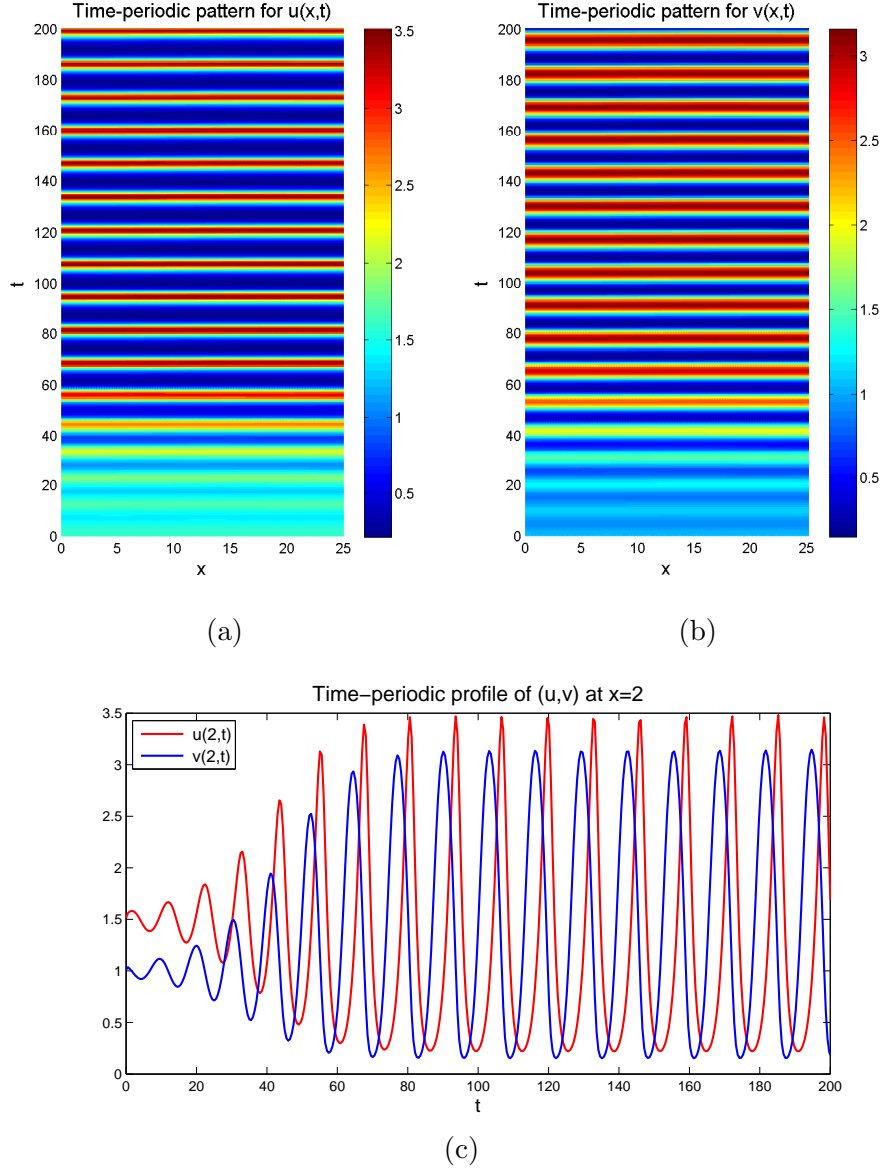 Time-periodic pattern for u(x,t)
200
180
160
140
120
100
80
60
40
20
0
t
0 5 10 15 20 25
x
3.5
3
2.5
2
1.5
1
0.5
(a)
Time-periodic pattern for v(x,t)
200
180
160
140
120
100
80
60
40
20
0
t
0 5 10 15 20 25
x
3
2.5
2
1.5
1
0.5
(b)
Time−periodic profile of (u,v) at x=2
3.5
3
2.5
2
1.5
1
0.5
0
u(2,t)
v(2,t)
0 20 40 60 80 100 120 140 160 180 200
t
(c)